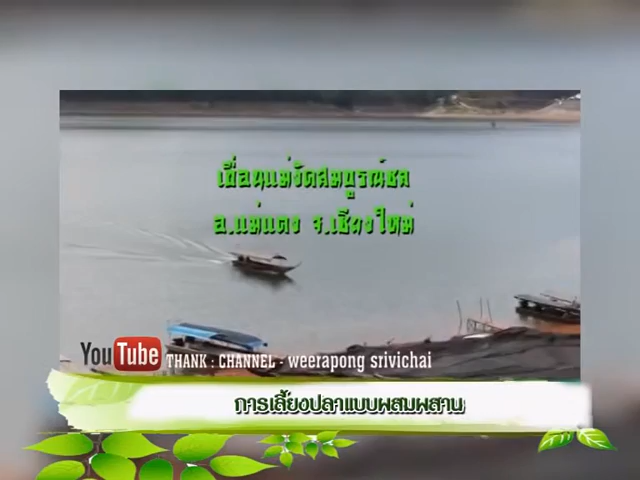 เขื่อนแม่งัดสมบูรณ์ชล
อ.แม่แตง จ.เชียงใหม่
YouTube THANK : CHANNEL - weerapong srivichai
การเลี้ยงปลาแบบผสมผสาน